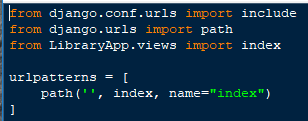 from django.conf.urls import include
from django.urls import path
from LibraryApp.views import index

urlpatterns = [
    path('', index, name="index")
]